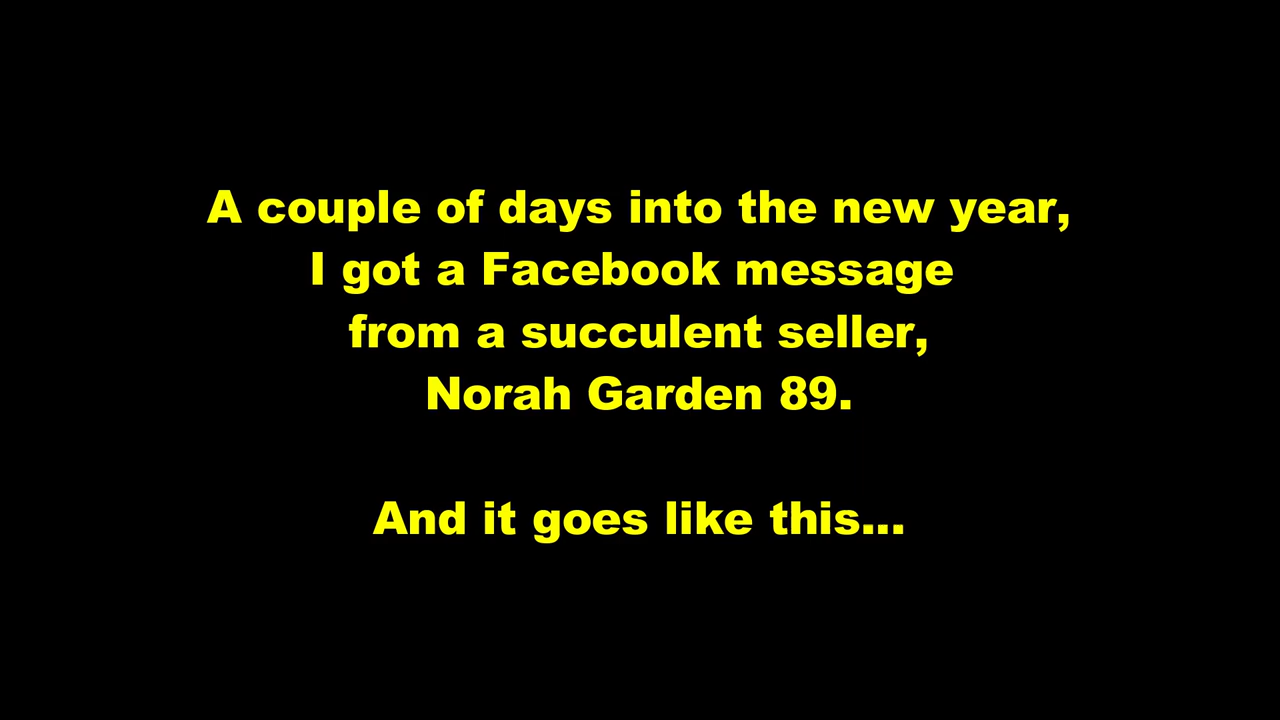 A couple of days into the new year,
I got a Facebook message
from a succulent seller,
Norah Garden 89.
And it goes like this...